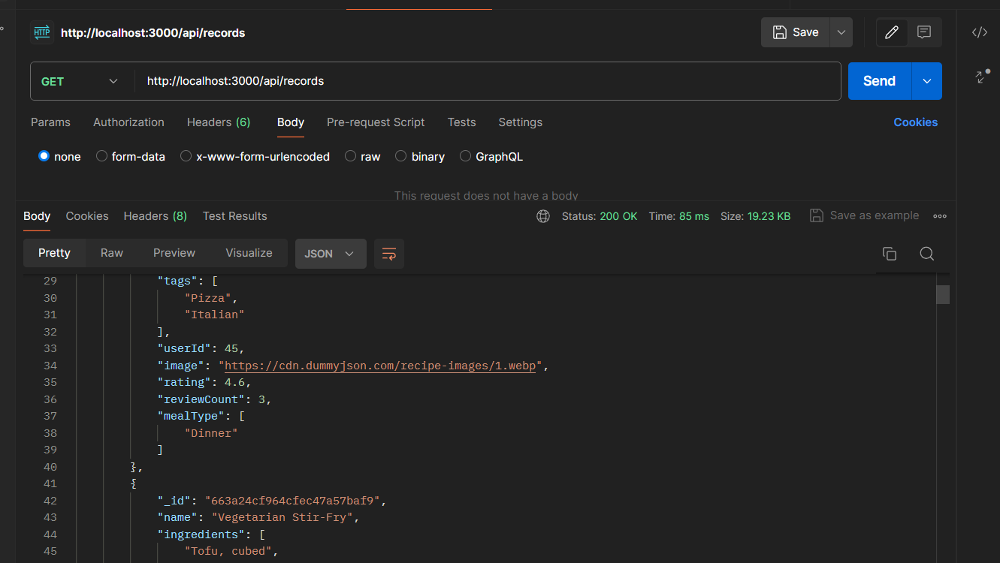 HTTP http://localhost:3000/api/records Save
GET http://localhost:3000/api/records Send
Params Authorization Headers (6) Body Pre-request Script Tests Settings Cookies
none form-data x-www-form-urlencoded raw binary GraphQL
This request does not have a body
Body Cookies Headers (8) Test Results Status: 200 OK Time: 85 ms Size: 19.23 KB Save as example
Pretty Raw Preview Visualize JSON
29 "tags": [
30 "Pizza",
31 "Italian"
32 ],
33 "userId": 45,
34 "image": "https://cdn.dummyjson.com/recipe-images/1.webp",
35 "rating": 4.6,
36 "reviewCount": 3,
37 "mealType": [
38 "Dinner"
39 ]
40 },
41 {
42 "_id": "663a24cf964cfec47a57baf9",
43 "name": "Vegetarian Stir-Fry",
44 "ingredients": [
45 "Tofu, cubed",